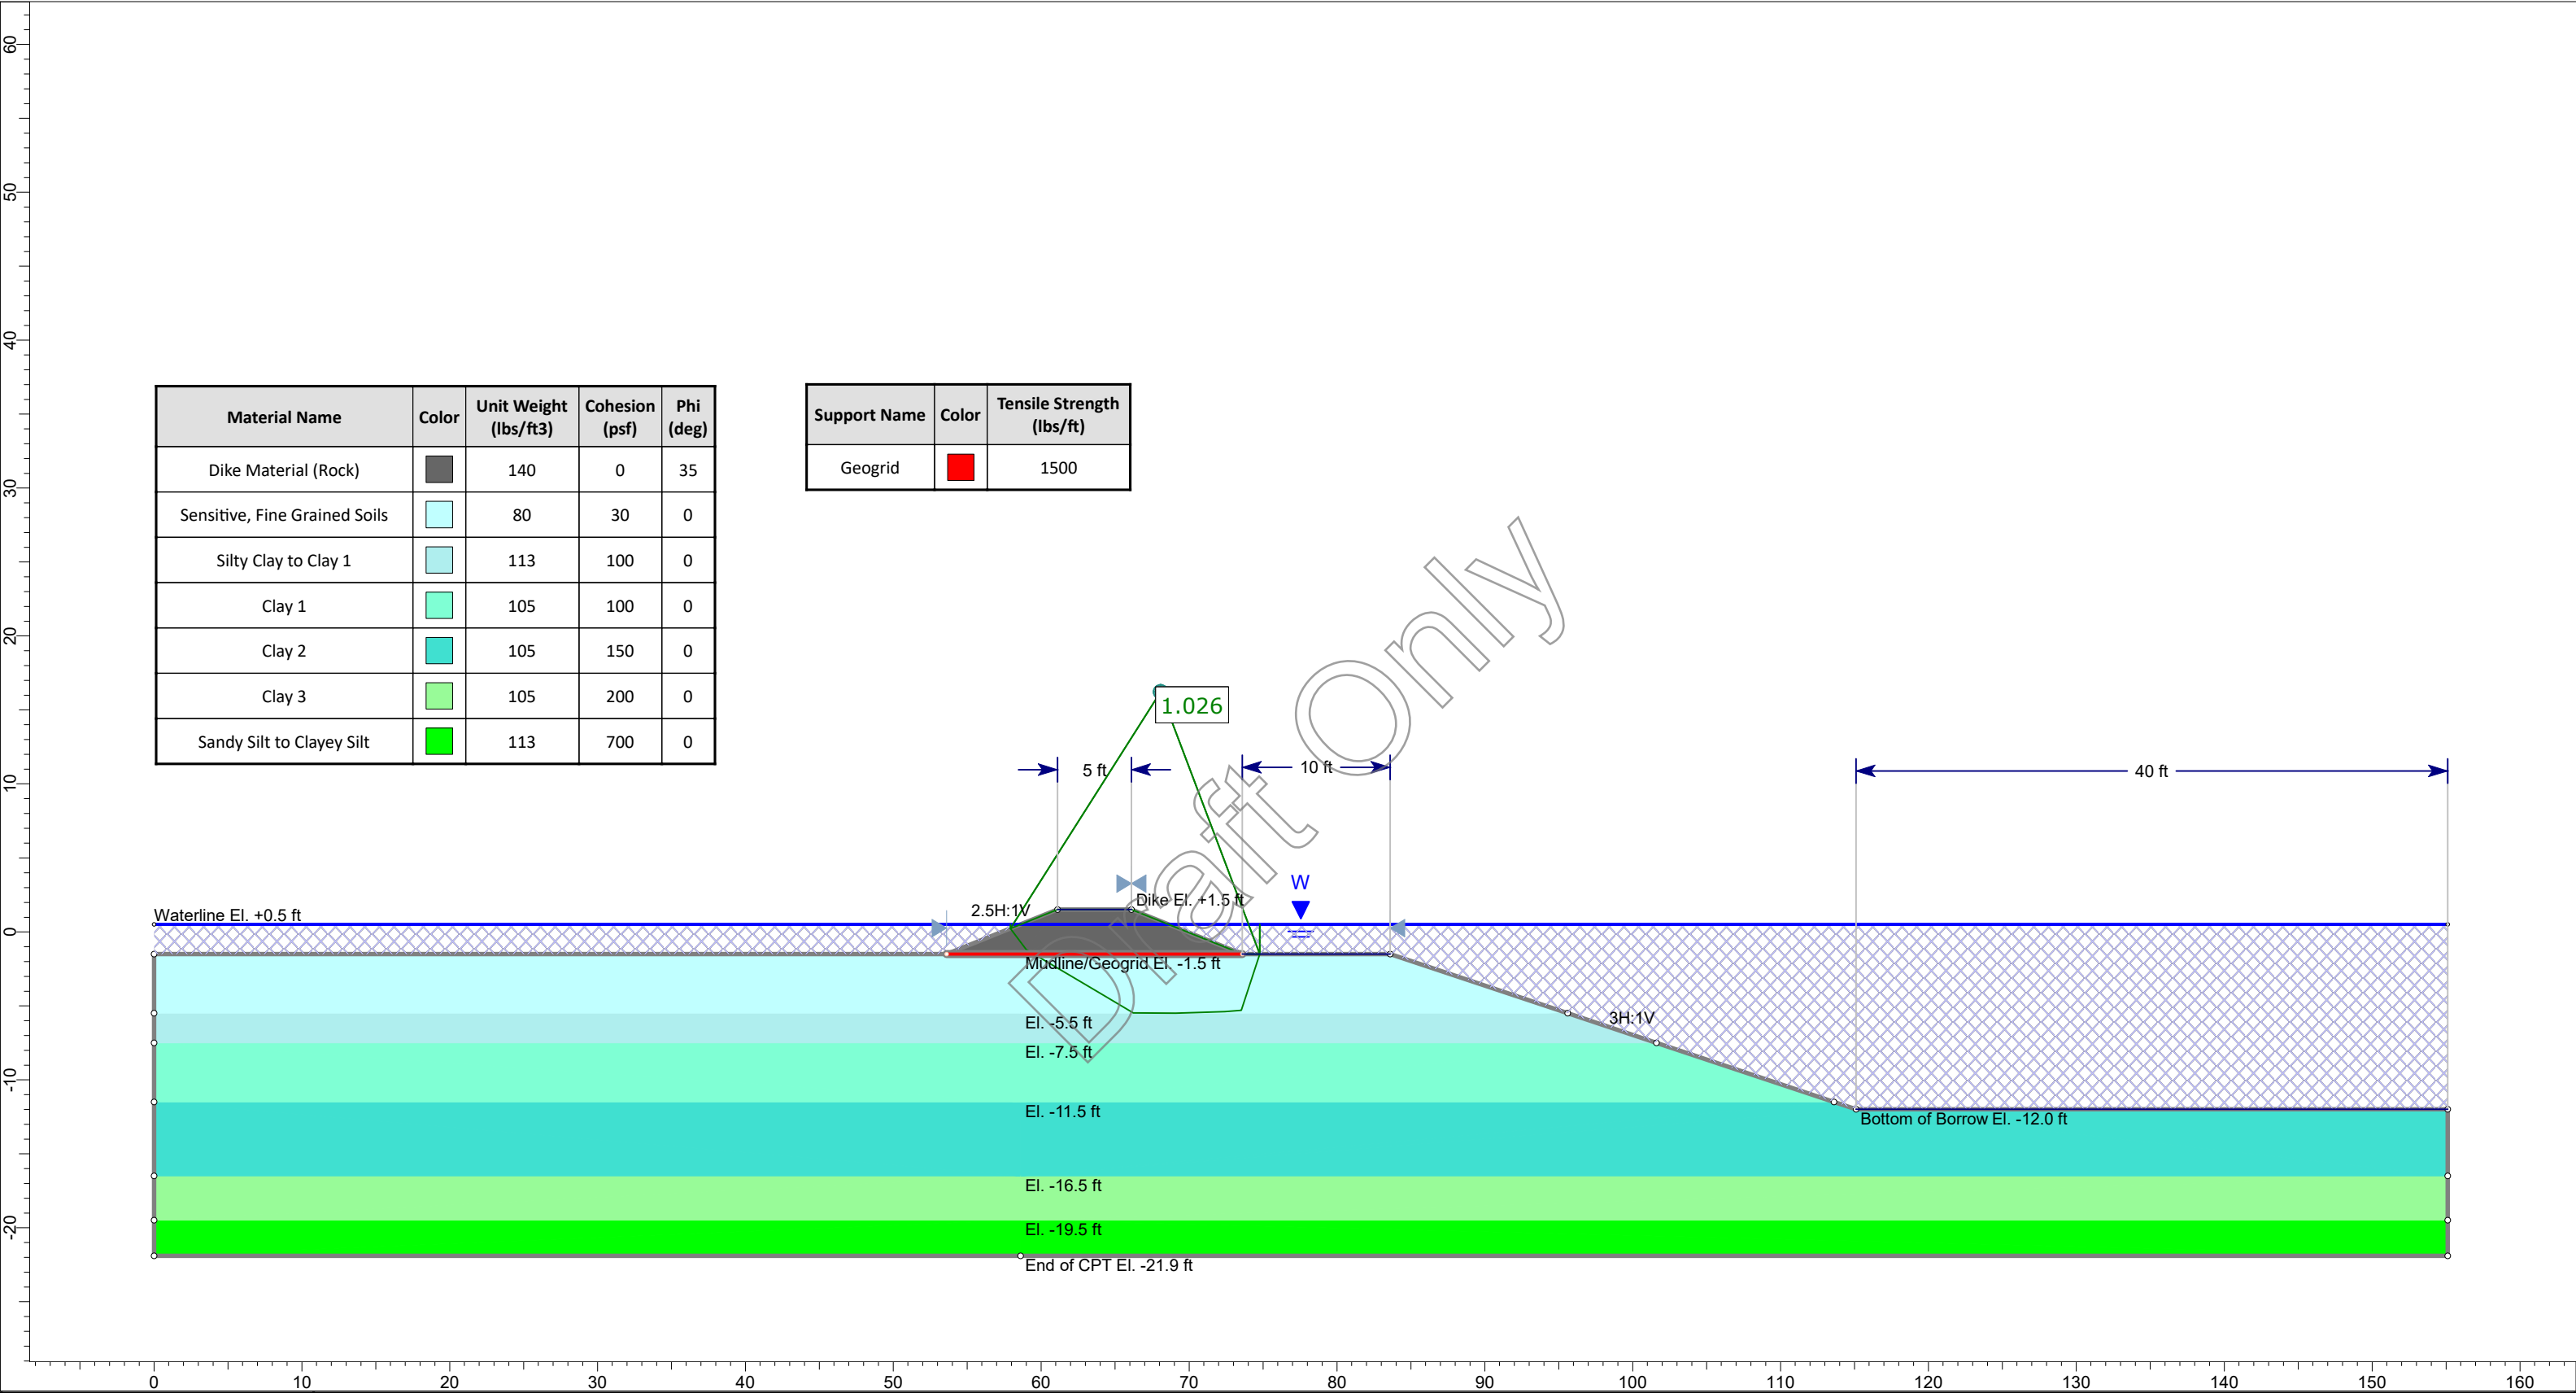 60
50
40
30
20
10
0
-10
-20
Material Name Color Unit Weight (lbs/ft3) Cohesion (psf) Phi (deg)
Dike Material (Rock) 140 0 35
Sensitive, Fine Grained Soils 80 30 0
Silty Clay to Clay 1 113 100 0
Clay 1 105 100 0
Clay 2 105 150 0
Clay 3 105 200 0
Sandy Silt to Clayey Silt 113 700 0
Support Name Color Tensile Strength (lbs/ft)
Geogrid 1500
Draft Only
1.026
5 ft
10 ft
40 ft
W
Dike El. +1.5 ft
2.5H:1V
Waterline El. +0.5 ft
Mudline/Geogrid El. -1.5 ft
El. -5.5 ft
3H:1V
El. -7.5 ft
El. -11.5 ft
Bottom of Borrow El. -12.0 ft
El. -16.5 ft
El. -19.5 ft
End of CPT El. -21.9 ft
0 10 20 30 40 50 60 70 80 90 100 110 120 130 140 150 160